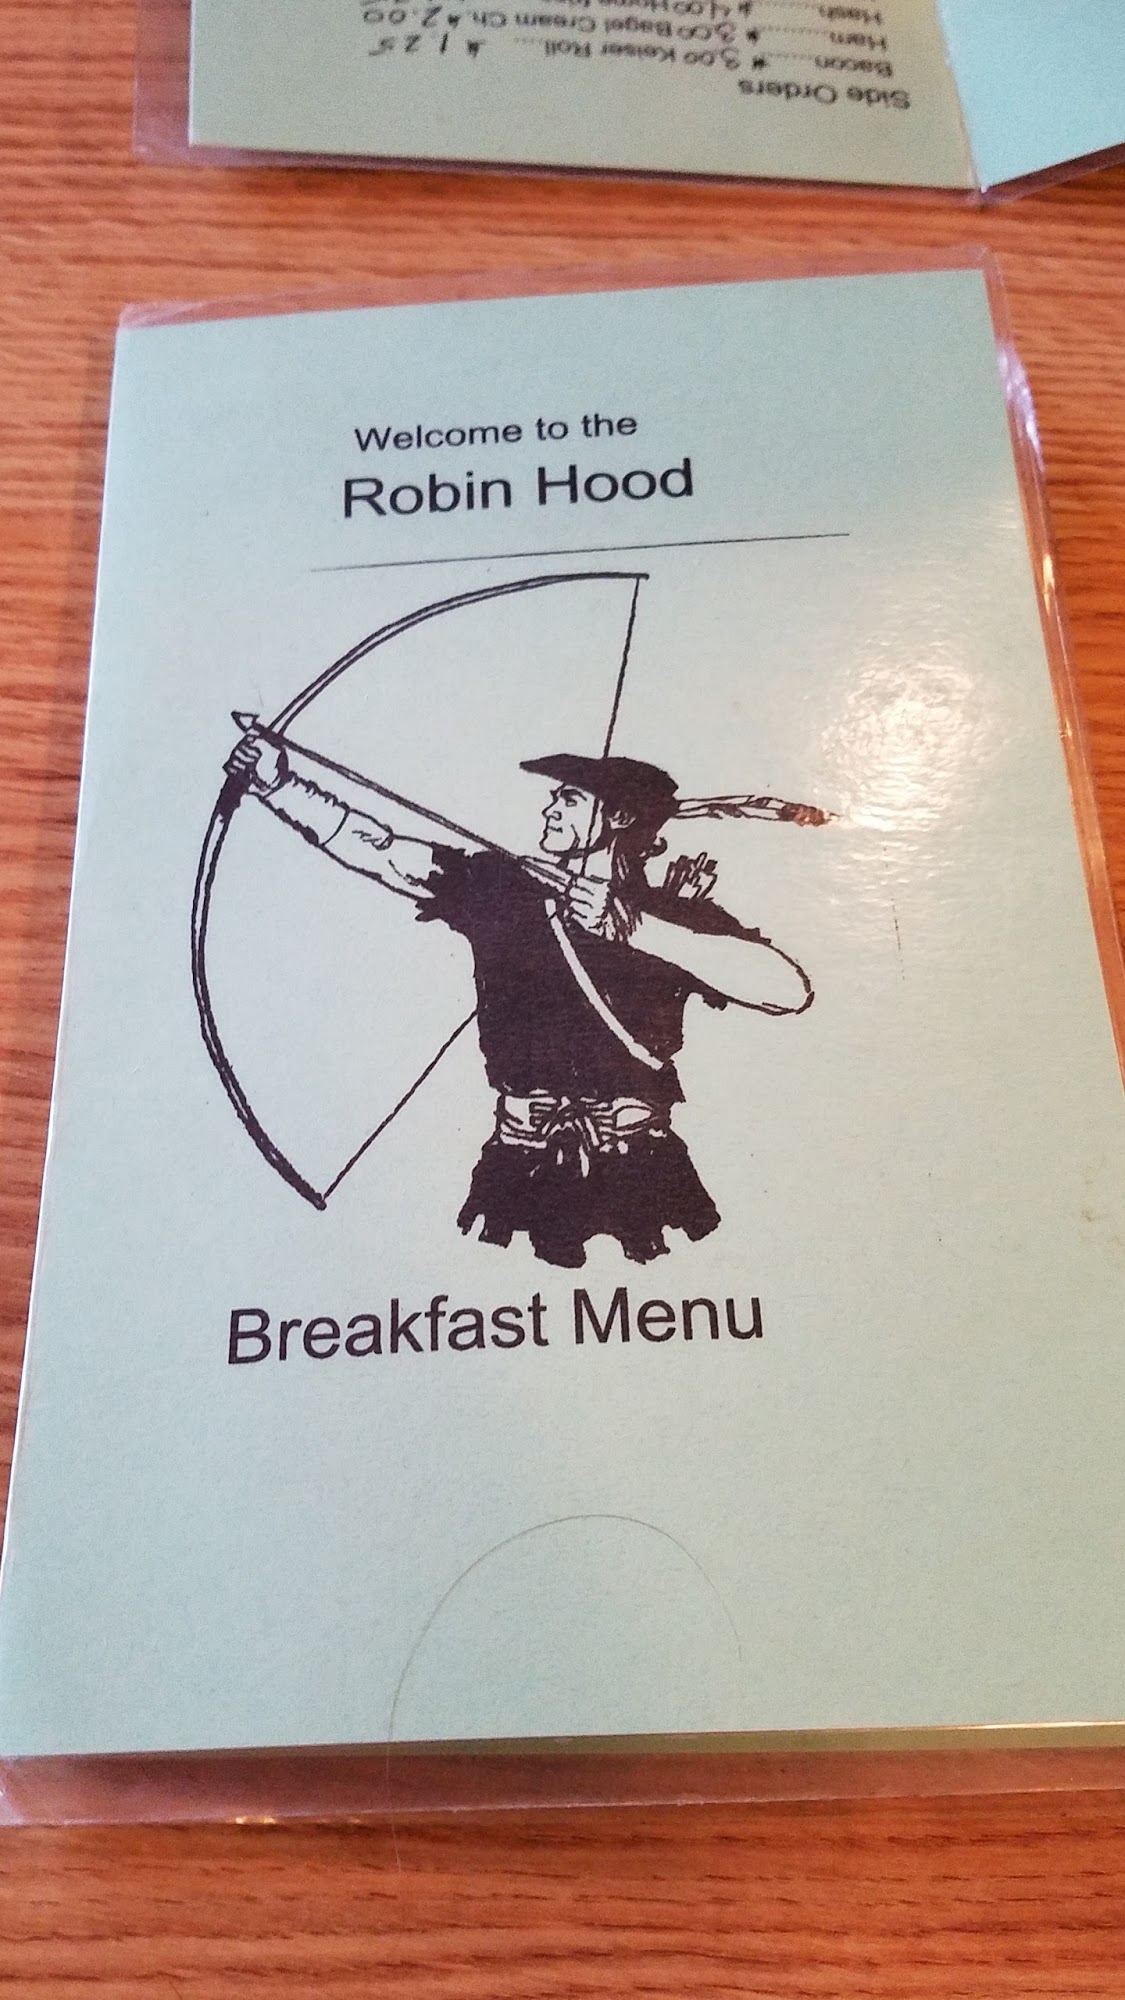 Welcome to the
Robin Hood
Breakfast Menu
Side Orders
Bacon........$ 3.00 Keiser Roll.... $ 1.25
Ham..........$ 3.00 Bagel Cream Ch. $ 2.00
Hash......... $ 4.00